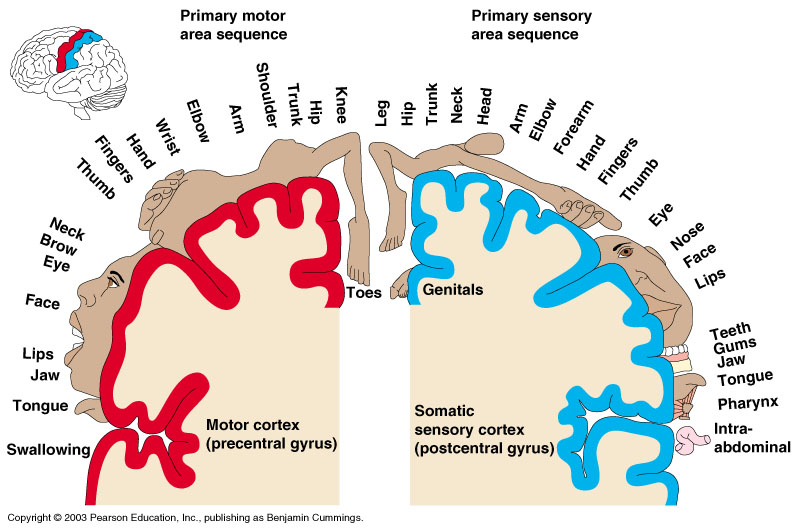 Primary motor
area sequence
Primary sensory
area sequence
Swallowing
Tongue
Jaw
Lips
Face
Eye
Brow
Neck
Thumb
Fingers
Hand
Wrist
Elbow
Arm
Shoulder
Trunk
Hip
Knee
Toes
Leg
Hip
Trunk
Neck
Head
Arm
Elbow
Forearm
Hand
Fingers
Thumb
Eye
Nose
Face
Lips
Teeth
Gums
Jaw
Tongue
Pharynx
Intra-
abdominal
Genitals
Motor cortex
(precentral gyrus)
Somatic
sensory cortex
(postcentral gyrus)
Copyright © 2003 Pearson Education, Inc., publishing as Benjamin Cummings.